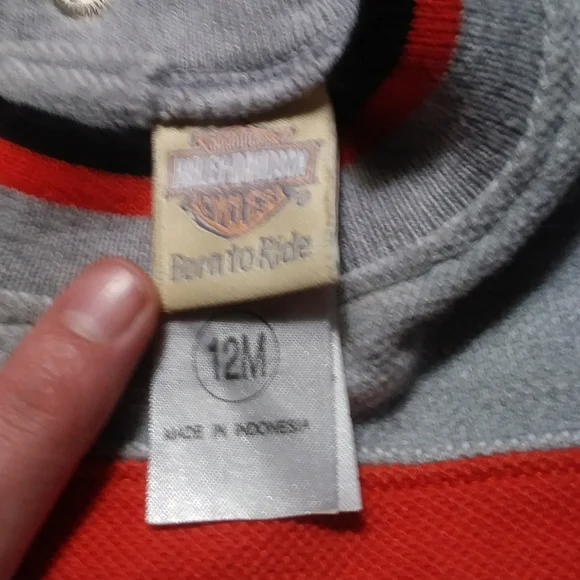 HARLEY-DAVIDSON
Born to Ride
12M
MADE IN INDONESIA